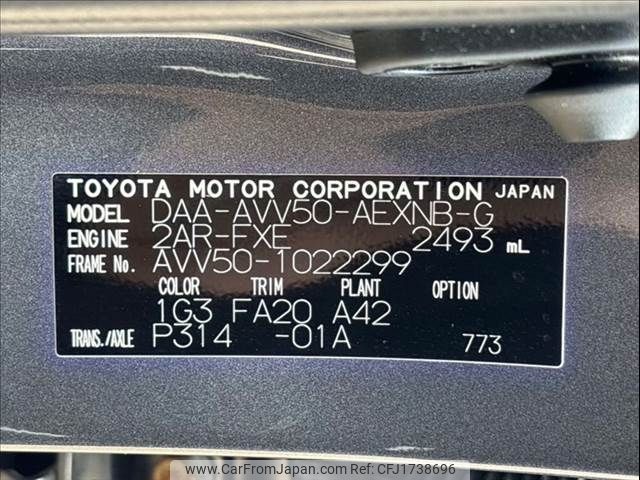 TOYOTA MOTOR CORPORATION JAPAN
MODEL DAA-AVV50-AEXNB-G
ENGINE 2AR-FXE 2493 mL
FRAME No. AVV50-1022299
COLOR TRIM PLANT OPTION
1G3 FA20 A42
TRANS./AXLE P314 -01A 773
www.CarFromJapan.com REF:CFJ1738696